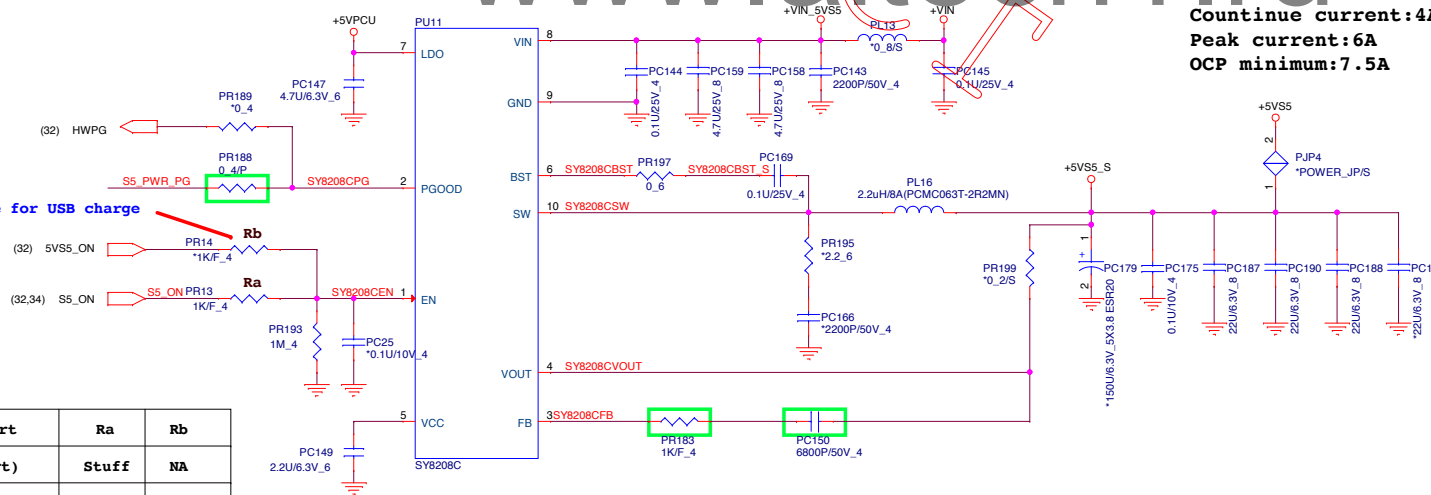 +5VPCU
PU11
+VIN_5VS5
+VIN
Countinue current:4A
Peak current:6A
OCP minimum:7.5A
PL13
*0_8/S
7
LDO
VIN
8
PC147
4.7U/6.3V_6
PC144
0.1U/25V_4
PC159
4.7U/25V_8
PC158
4.7U/25V_8
PC143
2200P/50V_4
PC145
0.1U/25V_4
GND
9
PR189
*0_4
(32) HWPG
+5VS5
2
PJP4
*POWER_JP/S
1
PR188
0_4/P
S5_PWR_PG
SY8208CPG
2
PGOOD
BST
6
SY8208CBST
PR197
0_6
SY8208CBST_S
PC169
0.1U/25V_4
+5VS5_S
for USB charge
SW
10
SY8208CSW
PL16
2.2uH/8A(PCMC063T-2R2MN)
(32) 5VS5_ON
PR14
*1K/F_4
Rb
(32,34) S5_ON
S5_ON
PR13
1K/F_4
Ra
SY8208CEN
1
EN
PR195
*2.2_6
PR199
*0_2/S
+
1
2
PC179
*150U/6.3V_5X3.8 ESR20
PC175
0.1U/10V_4
PC187
22U/6.3V_8
PC190
22U/6.3V_8
PC188
22U/6.3V_8
*22U/6.3V_8
PR193
1M_4
PC25
*0.1U/10V_4
PC166
*2200P/50V_4
VOUT
4
SY8208CVOUT
5
VCC
FB
3
SY8208CFB
PR183
1K/F_4
PC150
6800P/50V_4
PC149
2.2U/6.3V_6
SY8208C
Ra Rb
Stuff NA